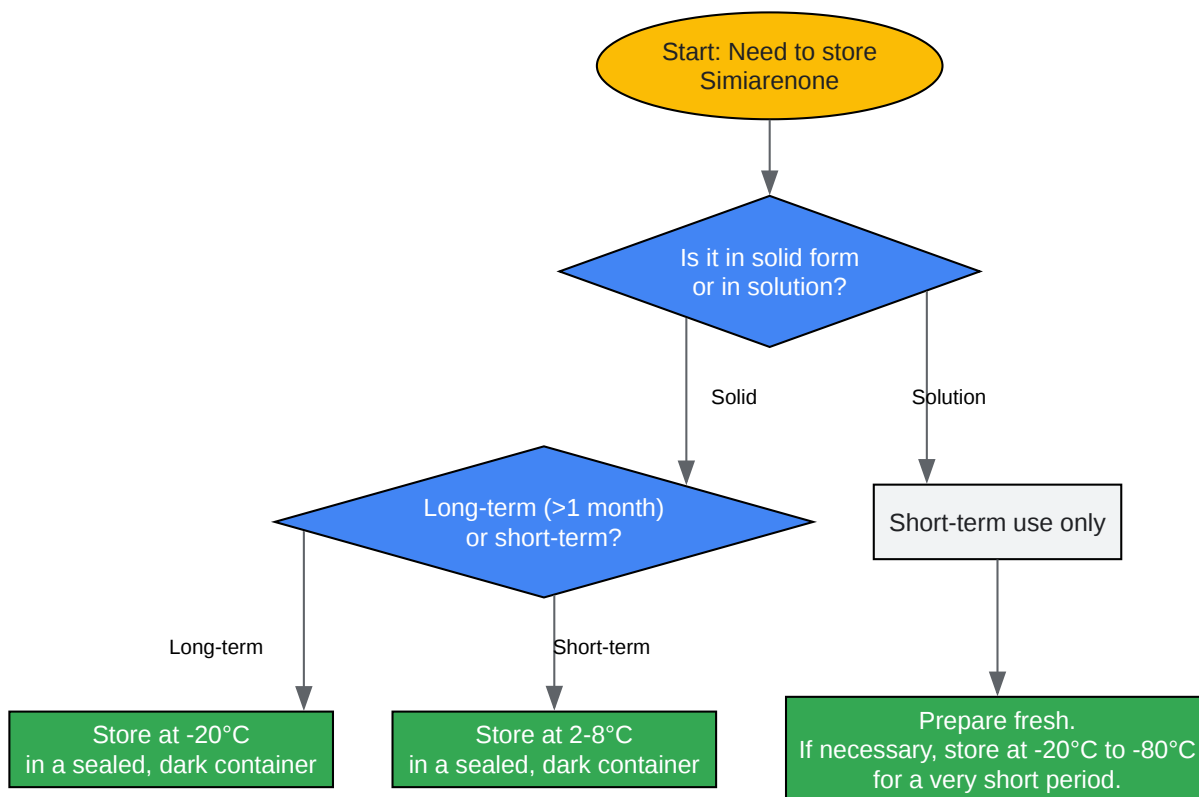 Start: Need to store
Simiarenone
Is it in solid form
or in solution?
Solid
Solution
Long-term (>1 month)
or short-term?
Short-term use only
Long-term
Short-term
Store at -20°C
in a sealed, dark container
Store at 2-8°C
in a sealed, dark container
Prepare fresh.
If necessary, store at -20°C to -80°C
for a very short period.